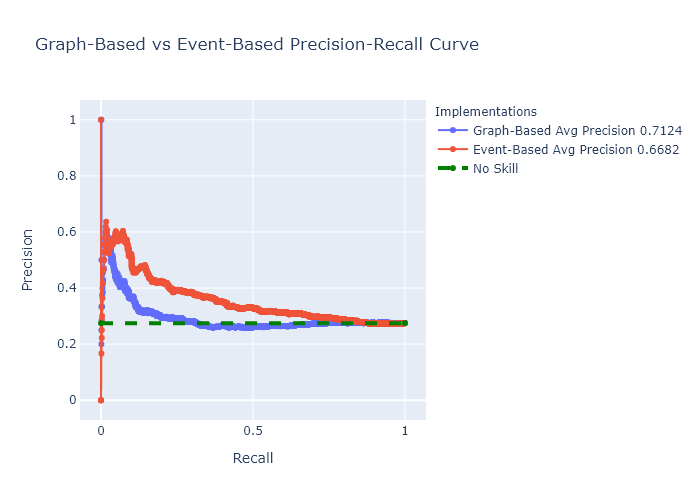 Graph-Based vs Event-Based Precision-Recall Curve
Implementations
Graph-Based Avg Precision 0.7124
Event-Based Avg Precision 0.6682
No Skill
Precision
1
0.8
0.6
0.4
0.2
0
0
0.5
1
Recall